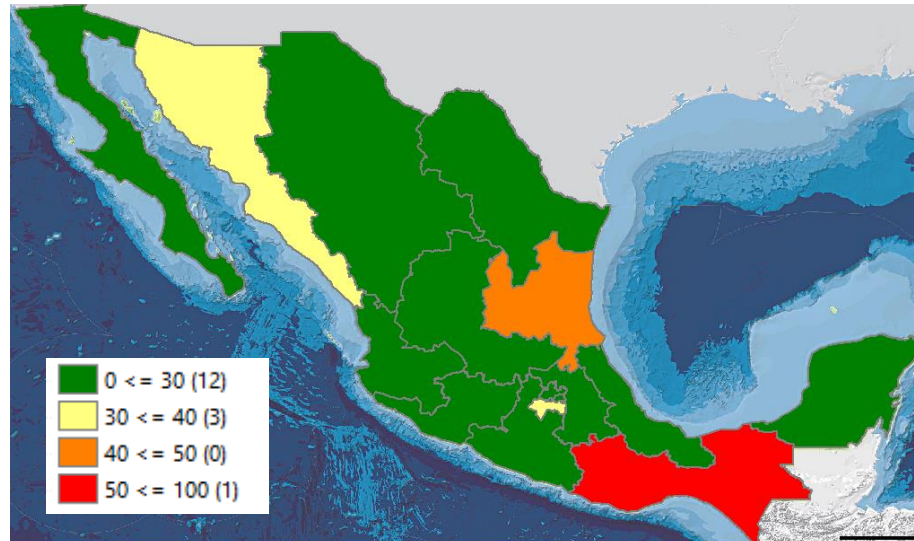 0 <= 30 (12)
30 <= 40 (3)
40 <= 50 (0)
50 <= 100 (1)